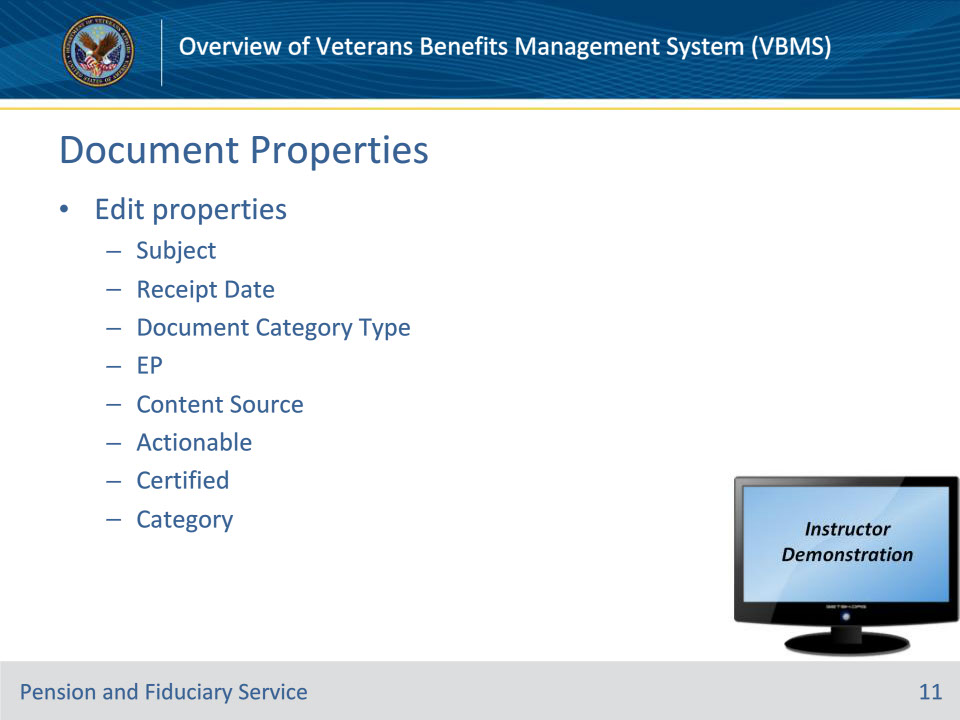 Overview of Veterans Benefits Management System (VBMS)
Document Properties
• Edit properties
– Subject
– Receipt Date
– Document Category Type
– EP
– Content Source
– Actionable
– Certified
– Category
Instructor
Demonstration
Pension and Fiduciary Service
11